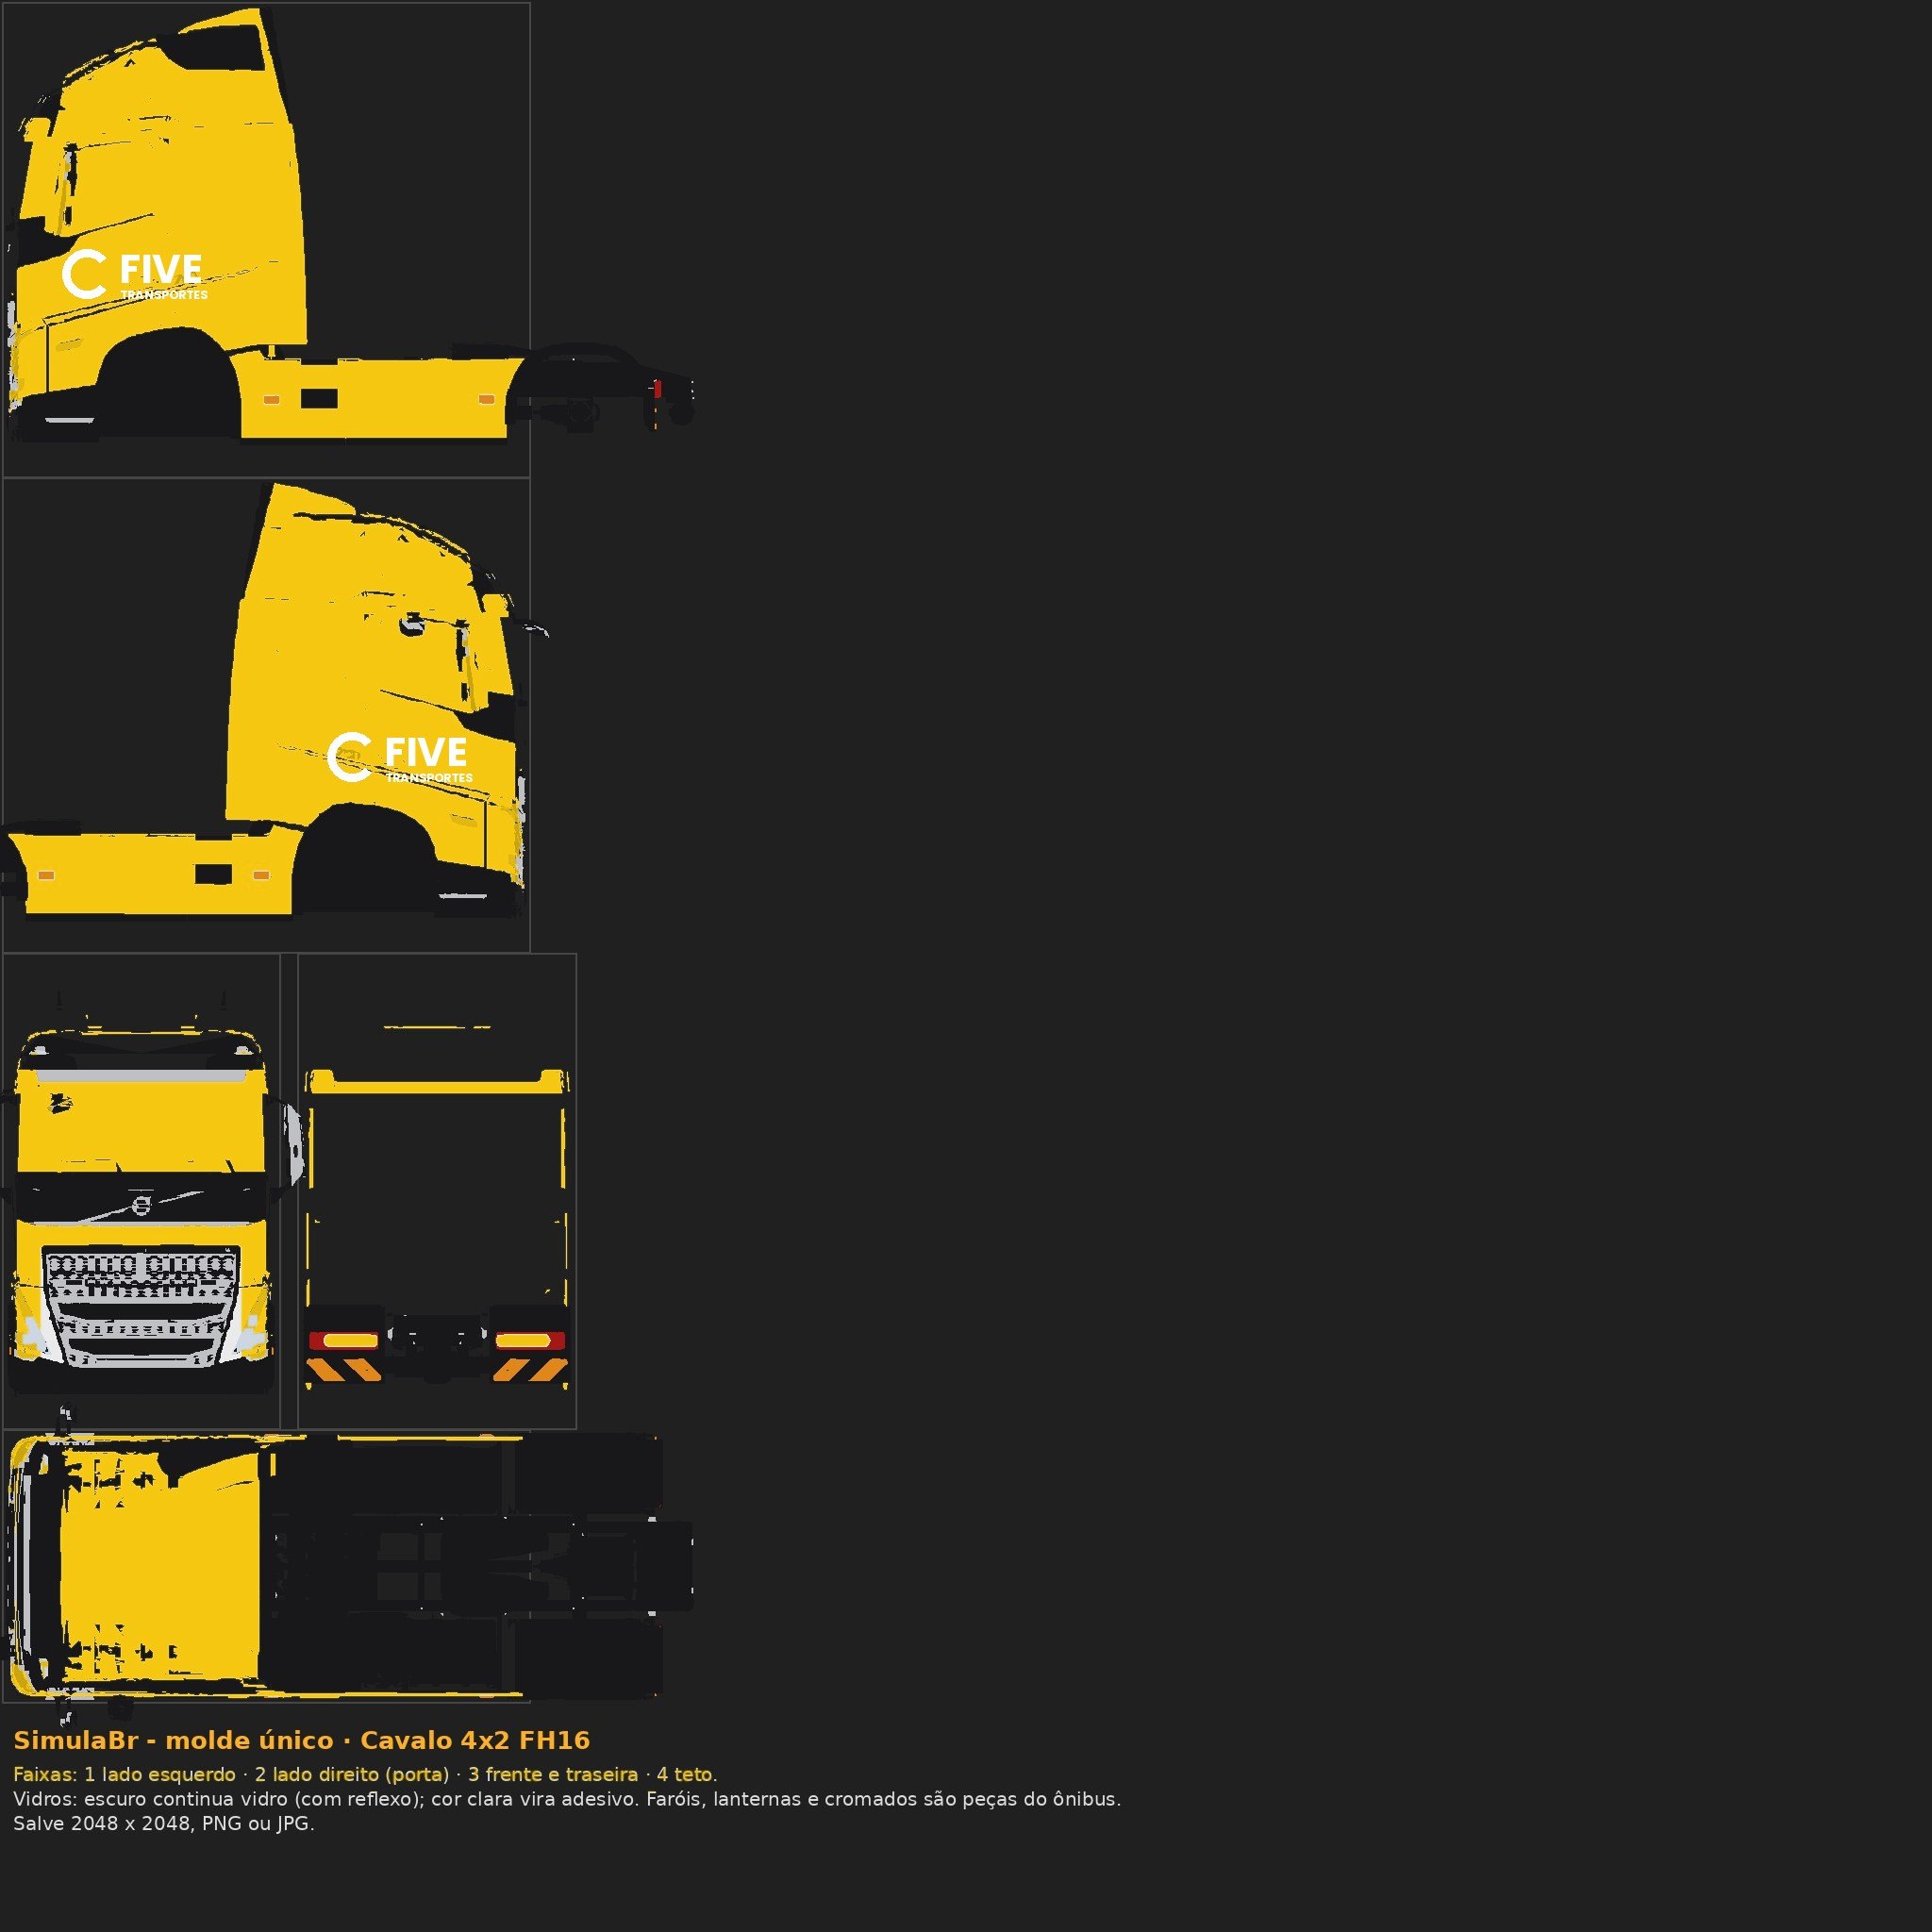 FIVE
TRANSPORTES
FIVE
TRANSPORTES
SimulaBr - molde único · Cavalo 4x2 FH16
Faixas: 1 lado esquerdo · 2 lado direito (porta) · 3 frente e traseira · 4 teto.
Vidros: escuro continua vidro (com reflexo); cor clara vira adesivo. Faróis, lanternas e cromados são peças do ônibus.
Salve 2048 x 2048, PNG ou JPG.